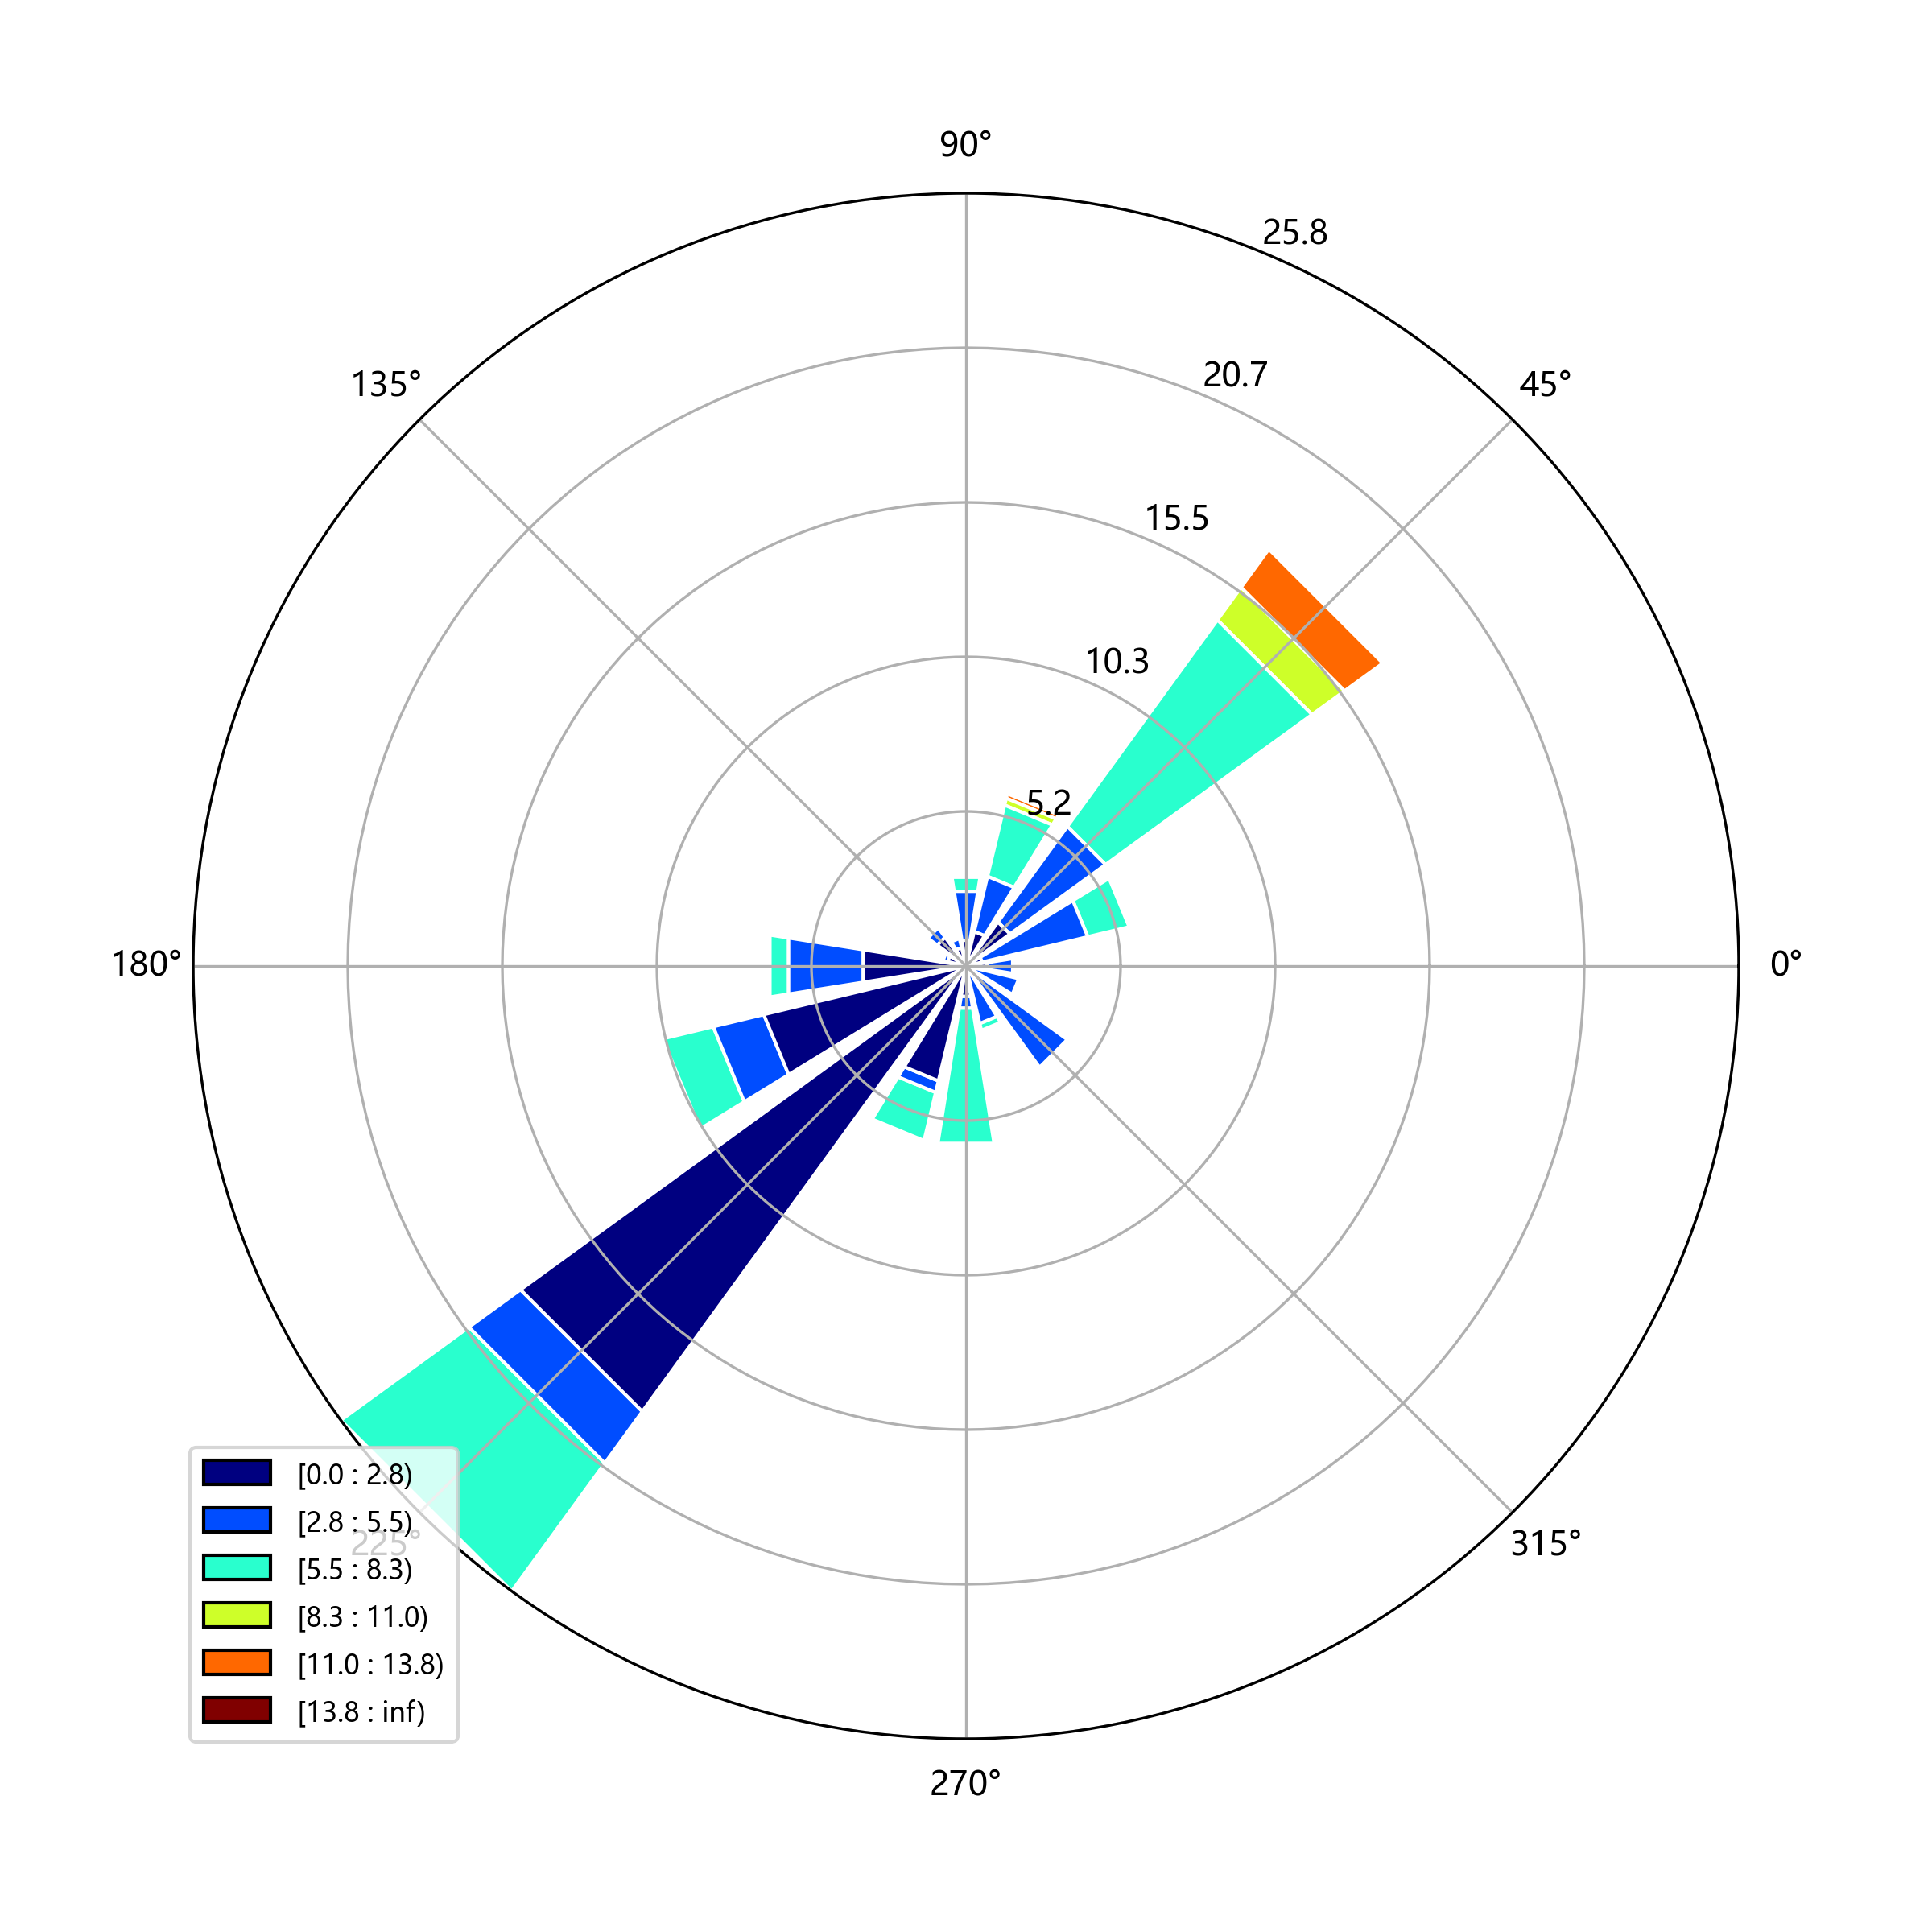 90°
25.8
135°
20.7
45°
15.5
10.3
5.2
180°
0°
[0.0 : 2.8)
[2.8 : 5.5)
225°
315°
[5.5 : 8.3)
[8.3 : 11.0)
[11.0 : 13.8)
[13.8 : inf)
270°